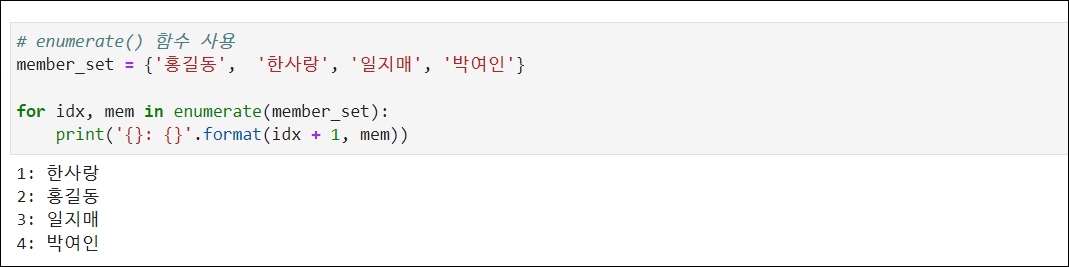 # enumerate() 함수 사용
member_set = {'홍길동',  '한사랑', '일지매', '박여인'}
for idx, mem in enumerate(member_set):
    print('{}: {}'.format(idx + 1, mem))
1: 한사랑
2: 홍길동
3: 일지매
4: 박여인